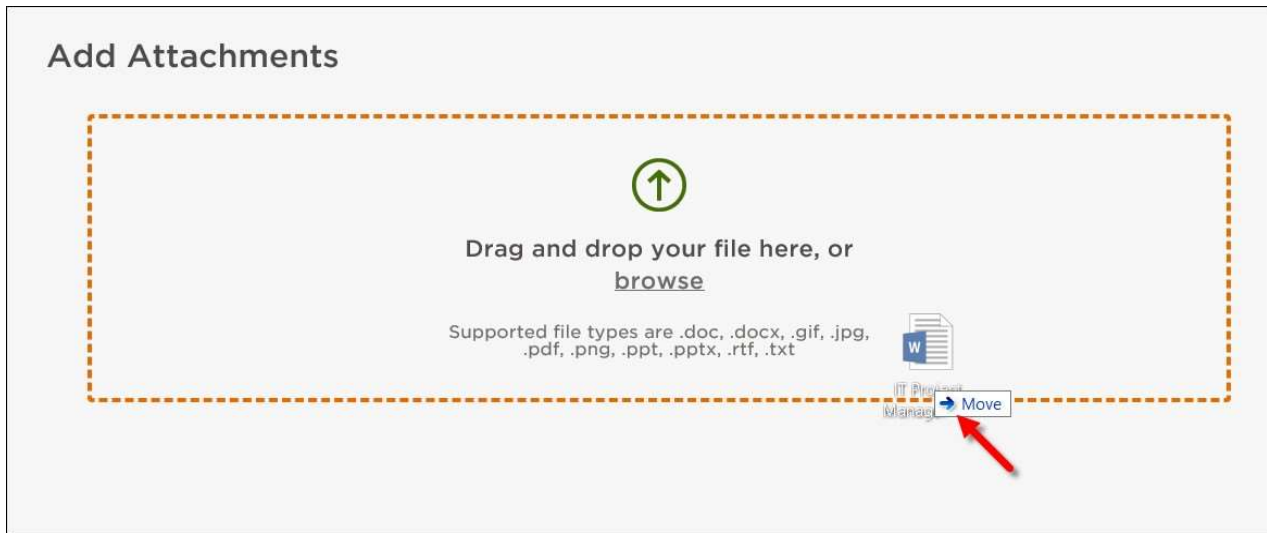 Add Attachments
Drag and drop your file here, or
browse
Supported file types are .doc, .docx, .gif, .jpg,
.pdf, .png, .ppt, .pptx, .rtf, .txt
W
IT
Move